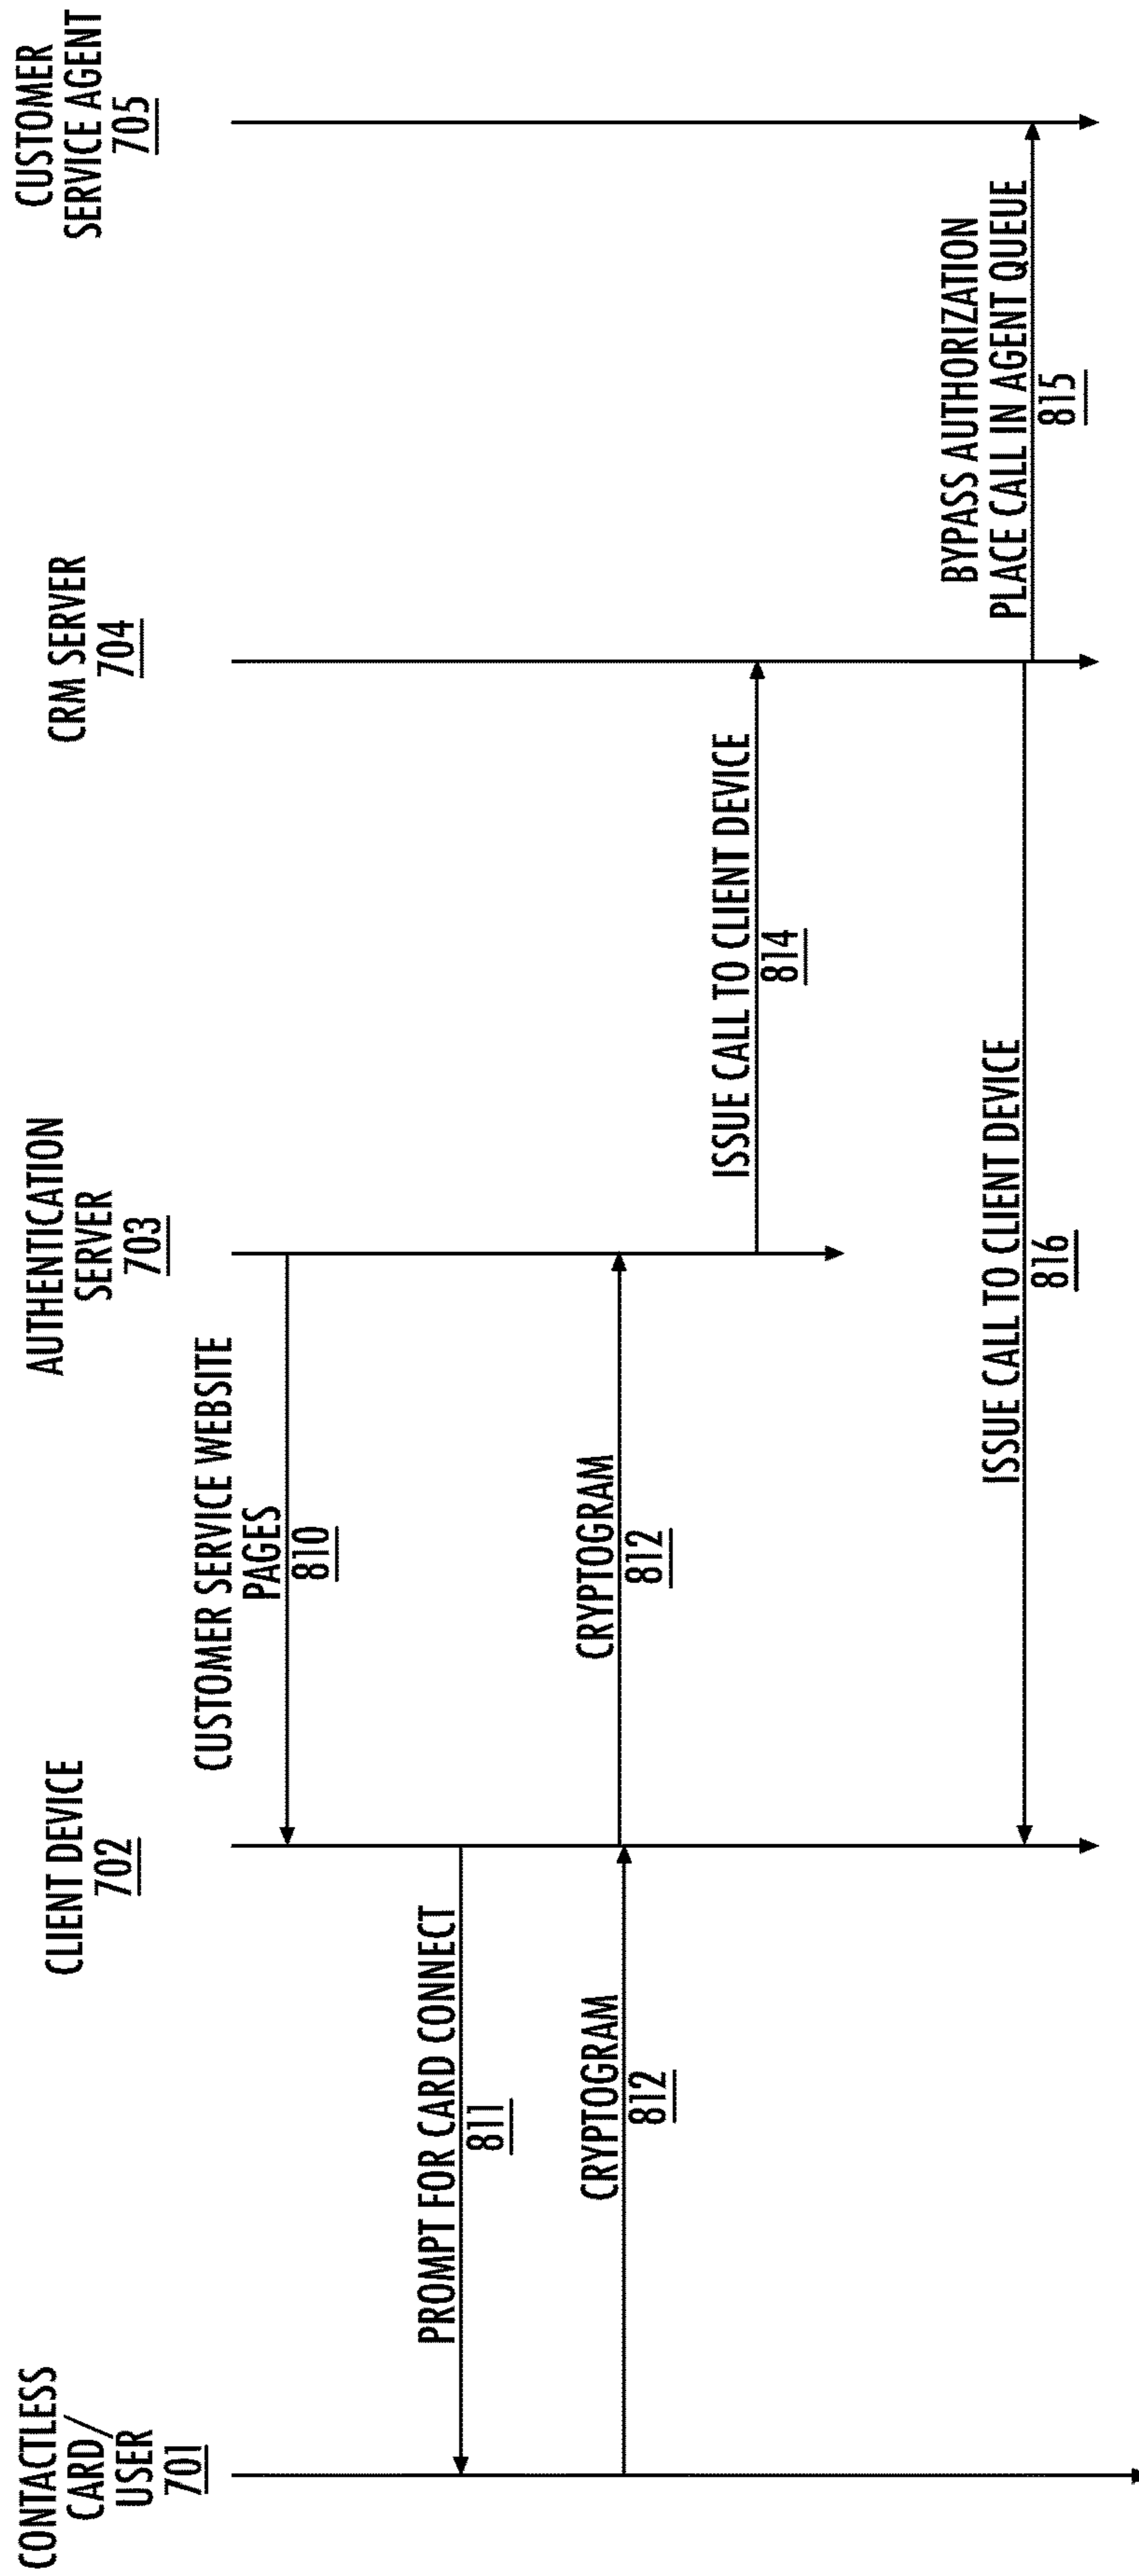 CONTACTLESS
CARD/
USER
701
CLIENT DEVICE
702
AUTHENTICATION
SERVER
703
CRM SERVER
704
CUSTOMER
SERVICE AGENT
705
CUSTOMER SERVICE WEBSITE
PAGES
810
PROMPT FOR CARD CONNECT
811
CRYPTOGRAM
812
CRYPTOGRAM
812
ISSUE CALL TO CLIENT DEVICE
814
BYPASS AUTHORIZATION
PLACE CALL IN AGENT QUEUE
815
ISSUE CALL TO CLIENT DEVICE
816